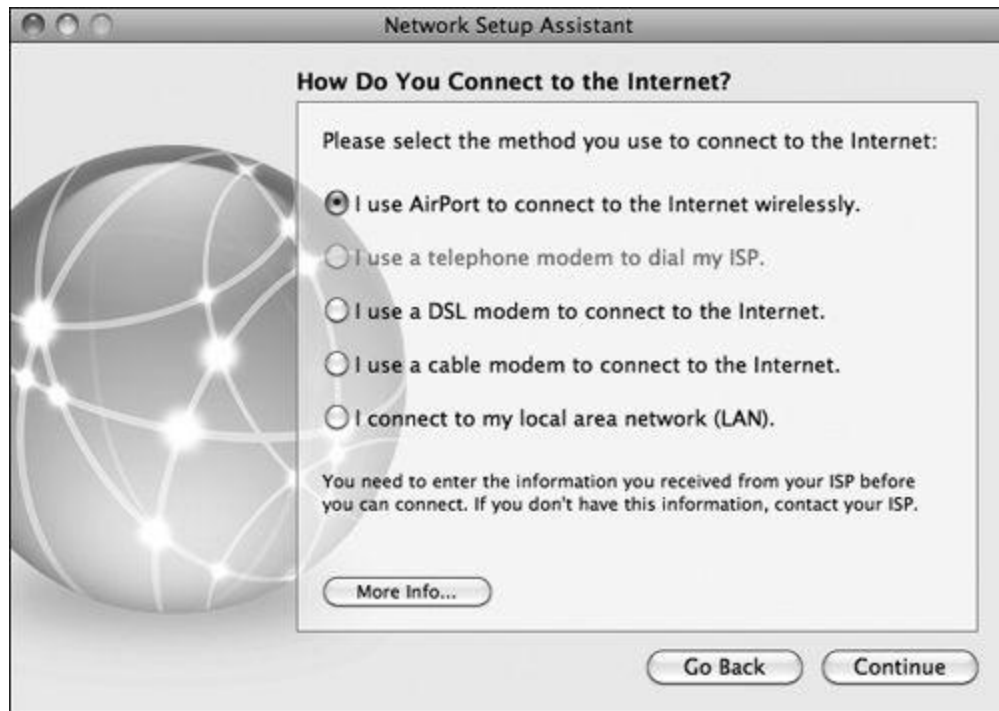 Network Setup Assistant
How Do You Connect to the Internet?
Please select the method you use to connect to the Internet:
I use AirPort to connect to the Internet wirelessly.
I use a telephone modem to dial my ISP.
I use a DSL modem to connect to the Internet.
I use a cable modem to connect to the Internet.
I connect to my local area network (LAN).
You need to enter the information you received from your ISP before
you can connect. If you don't have this information, contact your ISP.
More Info...
Go Back
Continue